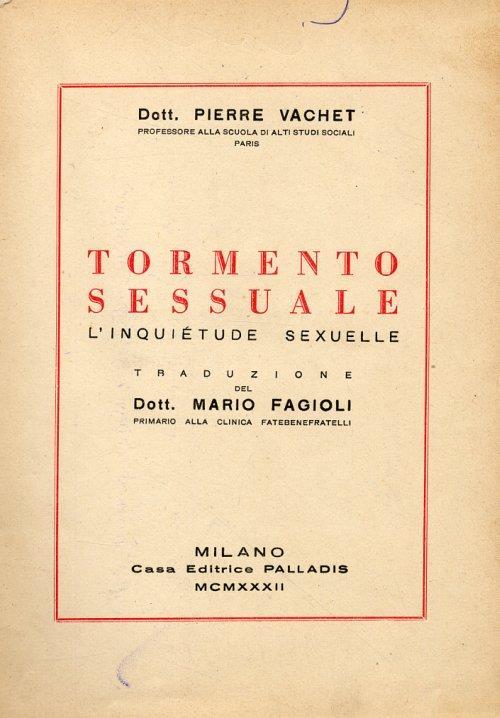 Dott. PIERRE VACHET
PROFESSORE ALLA SCUOLA DI ALTI STUDI SOCIALI
PARIS
TORMENTO
SESSUALE
L'INQUIÉTUDE SEXUELLE
TRADUZIONE
DEL
Dott. MARIO FAGIOLI
PRIMARIO ALLA CLINICA FATEBENEFRATELLI
MILANO
Casa Editrice PALLADIS
MCMXXXII